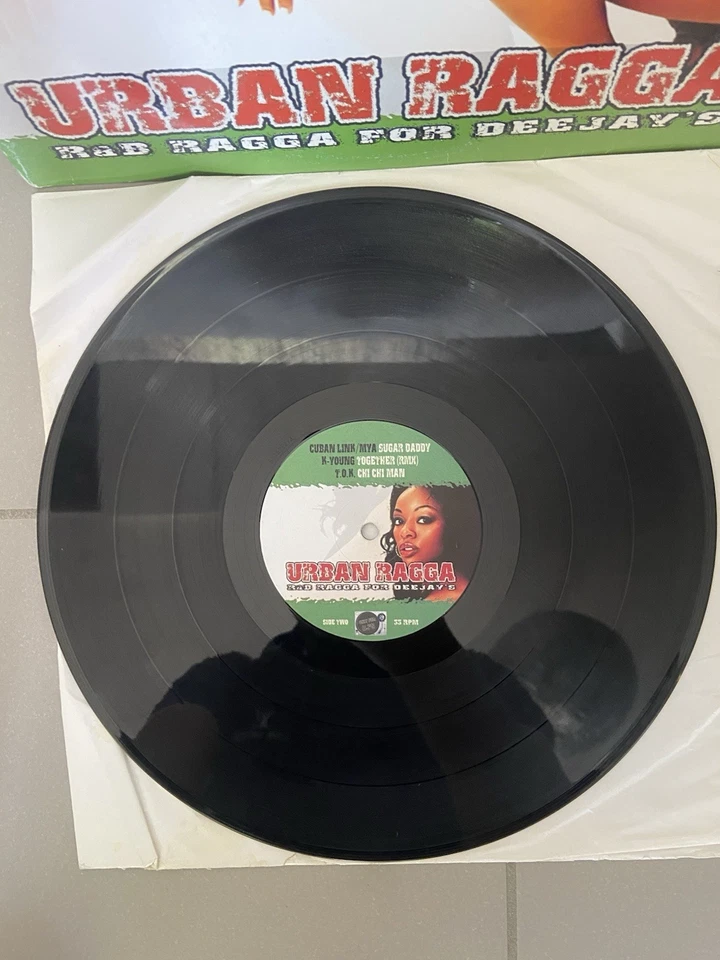 URBAN RAGGA
R&B RAGGA FOR DEEJAY'S
CUBAN LINK/MYA SUGAR DADDY
K-YOUNG TOGETHER (RMX)
T.O.K. CHI CHI MAN
URBAN RAGGA
R&B RAGGA FOR DEEJAY'S
SIDE TWO
33 RPM